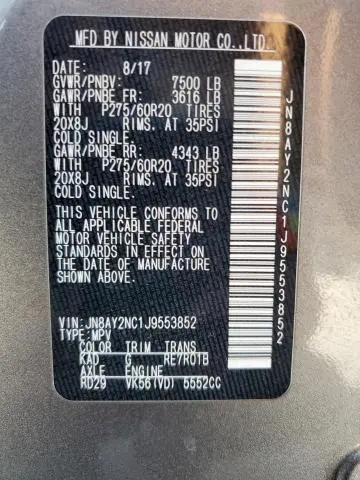 MFD BY NISSAN MOTOR CO.,LTD.
DATE: 8/17
GVWR/PNBV: 7500 LB
GAWR/PNBE FR: 3616 LB
WITH P275/60R20 TIRES
20X8J RIMS. AT 35PSI
COLD SINGLE.
GAWR/PNBE RR: 4343 LB
WITH P275/60R20 TIRES
20X8J RIMS. AT 35PSI
COLD SINGLE.
THIS VEHICLE CONFORMS TO
ALL APPLICABLE FEDERAL
MOTOR VEHICLE SAFETY
STANDARDS IN EFFECT ON
THE DATE OF MANUFACTURE
SHOWN ABOVE.
VIN: JN8AY2NC1J9553852
TYPE: MPV
COLOR TRIM TRANS
KAD G RE7R01B
AXLE ENGINE
RD29 VK56(VD) 5552CC
JN8AY2NC1J9553852